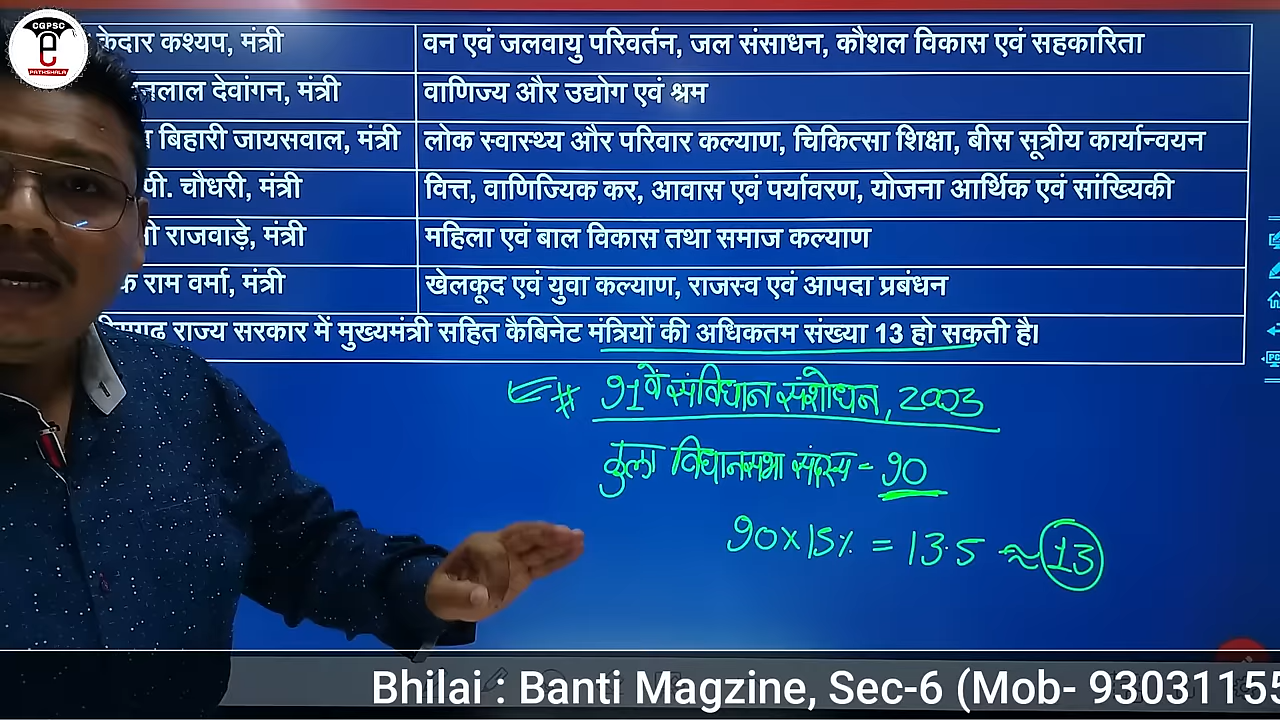 CGPSC
e
PATHSHALA
केदार कश्यप, मंत्री वन एवं जलवायु परिवर्तन, जल संसाधन, कौशल विकास एवं सहकारिता
देवांगन, मंत्री वाणिज्य और उद्योग एवं श्रम
बिहारी जायसवाल, मंत्री लोक स्वास्थ्य और परिवार कल्याण, चिकित्सा शिक्षा, बीस सूत्रीय कार्यान्वयन
पी. चौधरी, मंत्री वित्त, वाणिज्यिक कर, आवास एवं पर्यावरण, योजना आर्थिक एवं सांख्यिकी
राजवाड़े, मंत्री महिला एवं बाल विकास तथा समाज कल्याण
राम वर्मा, मंत्री खेलकूद एवं युवा कल्याण, राजस्व एवं आपदा प्रबंधन
राज्य सरकार में मुख्यमंत्री सहित कैबिनेट मंत्रियों की अधिकतम संख्या 13 हो सकती है।
# 91वें संविधान संशोधन, 2003
कुल विधानसभा सदस्य = 90
90 x 15% = 13.5 ≈ 13
Bhilai : Banti Magzine, Sec-6 (Mob- 93031155